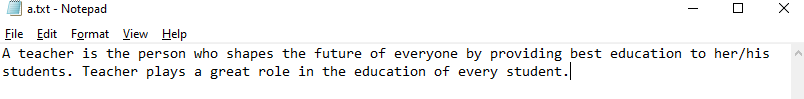 a.txt - Notepad
File Edit Format View Help
A teacher is the person who shapes the future of everyone by providing best education to her/his
students. Teacher plays a great role in the education of every student.